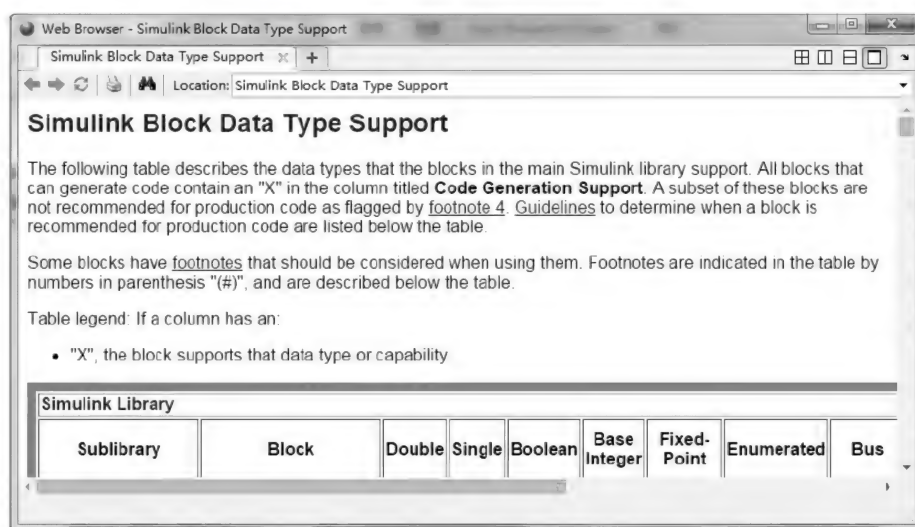 Web Browser - Simulink Block Data Type Support
Simulink Block Data Type Support
Location: Simulink Block Data Type Support
Simulink Block Data Type Support
The following table describes the data types that the blocks in the main Simulink library support. All blocks that
can generate code contain an "X" in the column titled Code Generation Support. A subset of these blocks are
not recommended for production code as flagged by footnote 4. Guidelines to determine when a block is
recommended for production code are listed below the table.
Some blocks have footnotes that should be considered when using them. Footnotes are indicated in the table by
numbers in parenthesis "(#)", and are described below the table.
Table legend: If a column has an:
• "X", the block supports that data type or capability
Simulink Library
Sublibrary Block Double Single Boolean Base Integer Fixed-Point Enumerated Bus